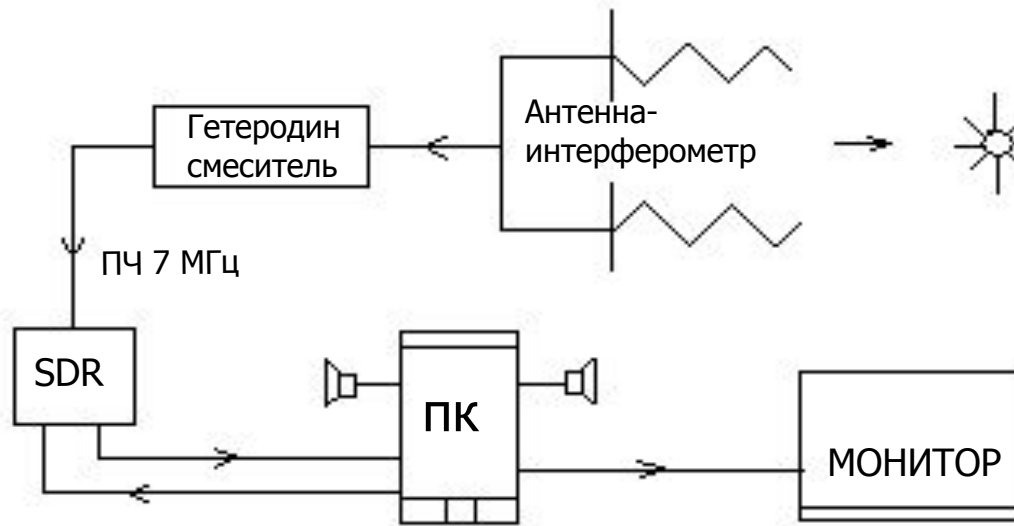 Гетеродин
смеситель
Антенна-
интерферометр
ПЧ 7 МГц
SDR
ПК
МОНИТОР